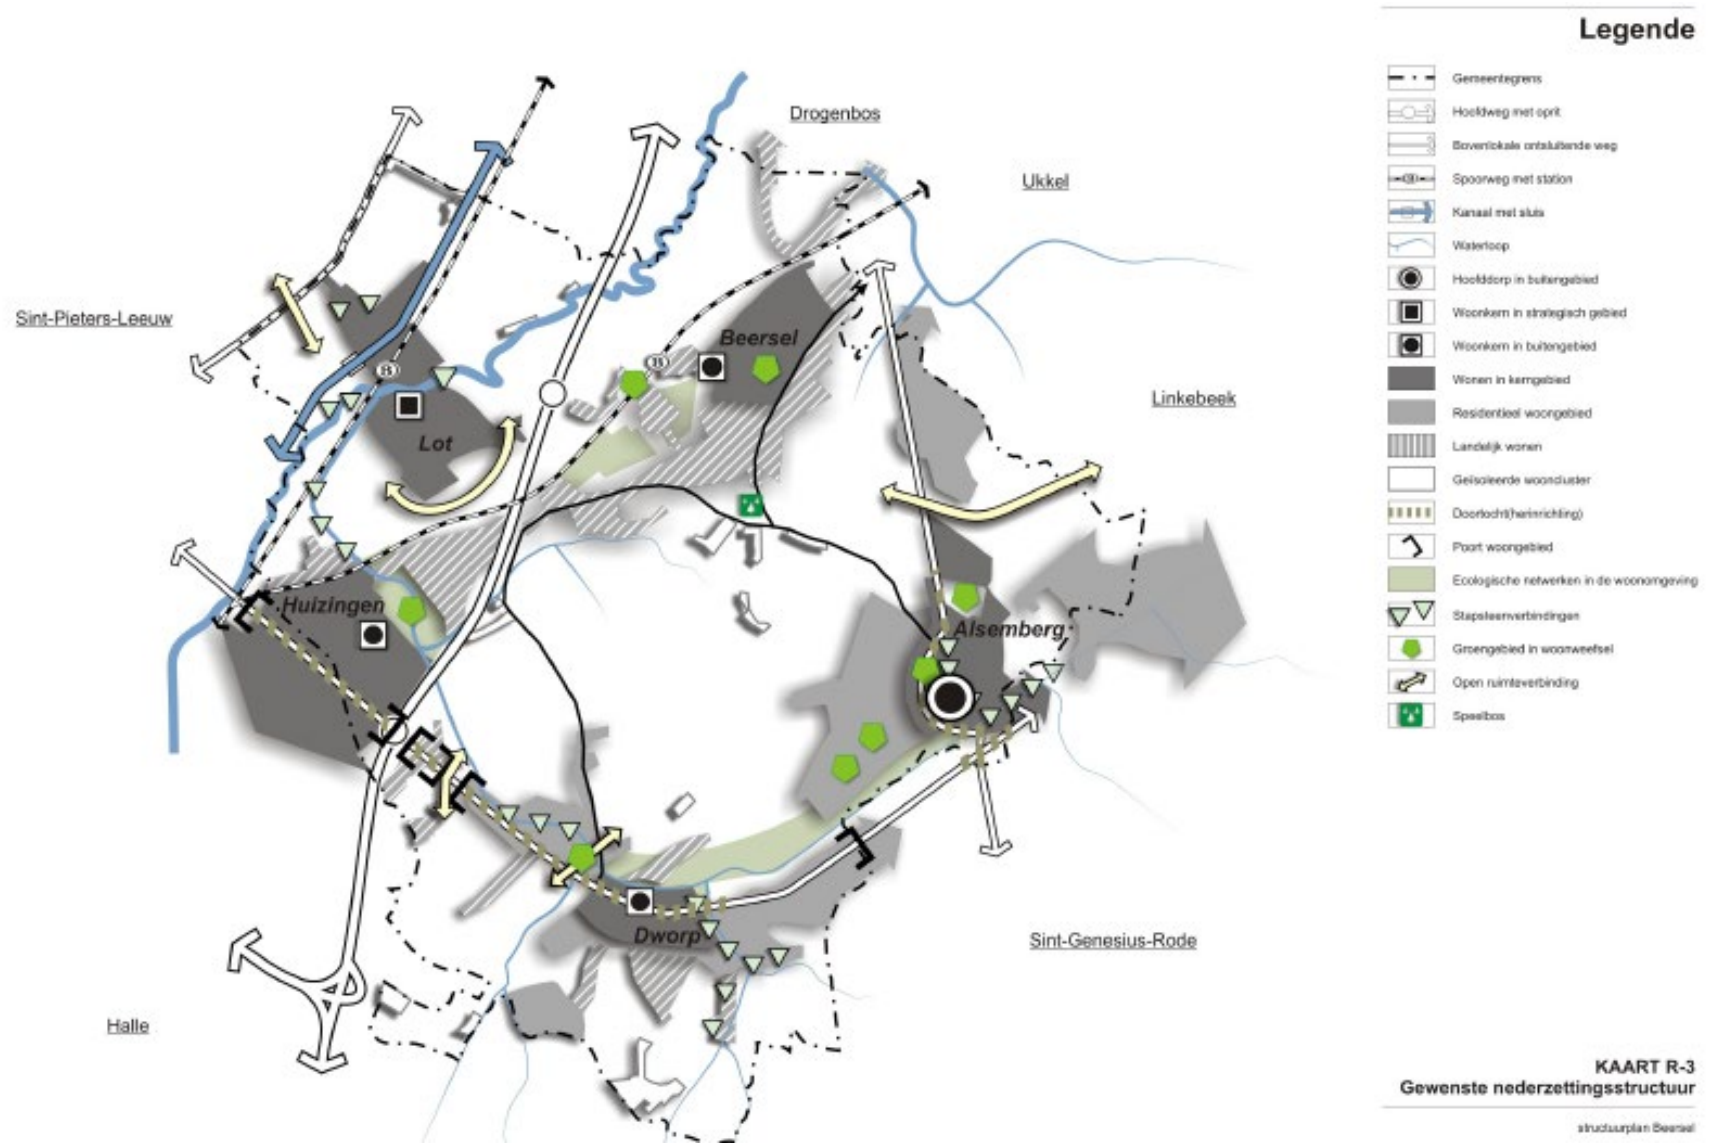 Legende
Gemeentegrens
Hoofdweg met oprit
Bovenlokale ontsluitende weg
Spoorweg met station
Kanaal met sluis
Waterloop
Hoofddorp in buitengebied
Woonkern in strategisch gebied
Woonkern in buitengebied
Wonen in kerngebied
Residentieel woongebied
Landelijk wonen
Geïsoleerde wooncluster
Doortocht(herinrichting)
Poort woongebied
Ecologische netwerken in de woonomgeving
Stapsteenverbindingen
Groengebied in woonweefsel
Open ruimteverbinding
Speelbos
Drogenbos
Ukkel
Sint-Pieters-Leeuw
Beersel
B
B
Linkebeek
Lot
Huizingen
Alsemberg
Dworp
Sint-Genesius-Rode
Halle
KAART R-3
Gewenste nederzettingsstructuur
structuurplan Beersel